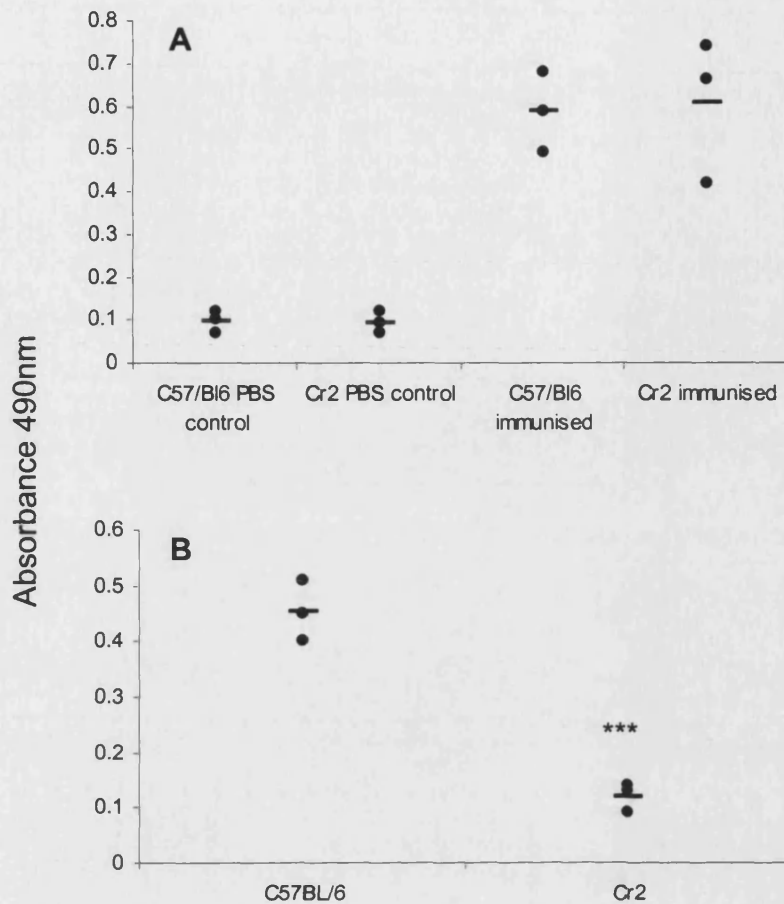 A
0.8
0.7
0.6
0.5
0.4
0.3
0.2
0.1
0
C57/Bl6 PBS control
Cr2 PBS control
C57/Bl6 immunised
Cr2 immunised
Absorbance 490nm
B
0.6
0.5
0.4
0.3
0.2
0.1
0
***
C57BL/6
Cr2